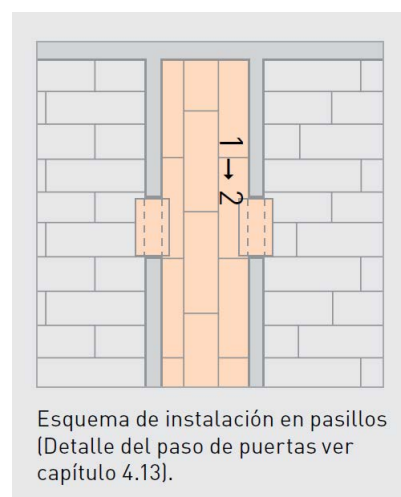 1
2
Esquema de instalación en pasillos
(Detalle del paso de puertas ver
capítulo 4.13).